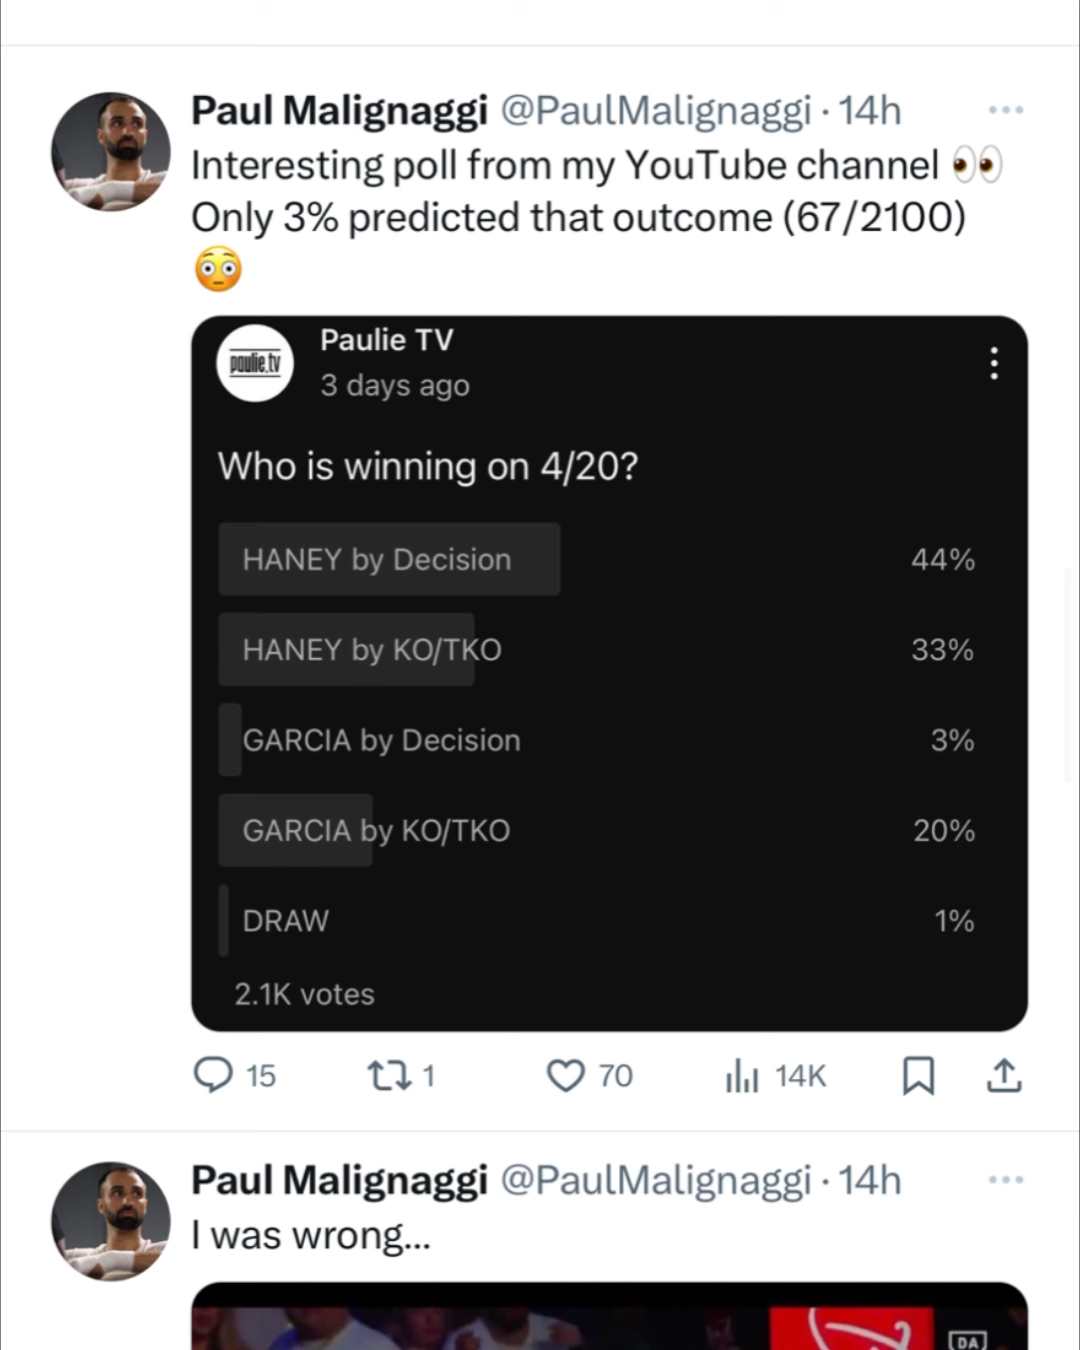 Paul Malignaggi @PaulMalignaggi · 14h
Interesting poll from my YouTube channel 👀
Only 3% predicted that outcome (67/2100)
😳
paulie.tv
Paulie TV
3 days ago
Who is winning on 4/20?
HANEY by Decision 44%
HANEY by KO/TKO 33%
GARCIA by Decision 3%
GARCIA by KO/TKO 20%
DRAW 1%
2.1K votes
15 1 70 14K
Paul Malignaggi @PaulMalignaggi · 14h
I was wrong...
DA